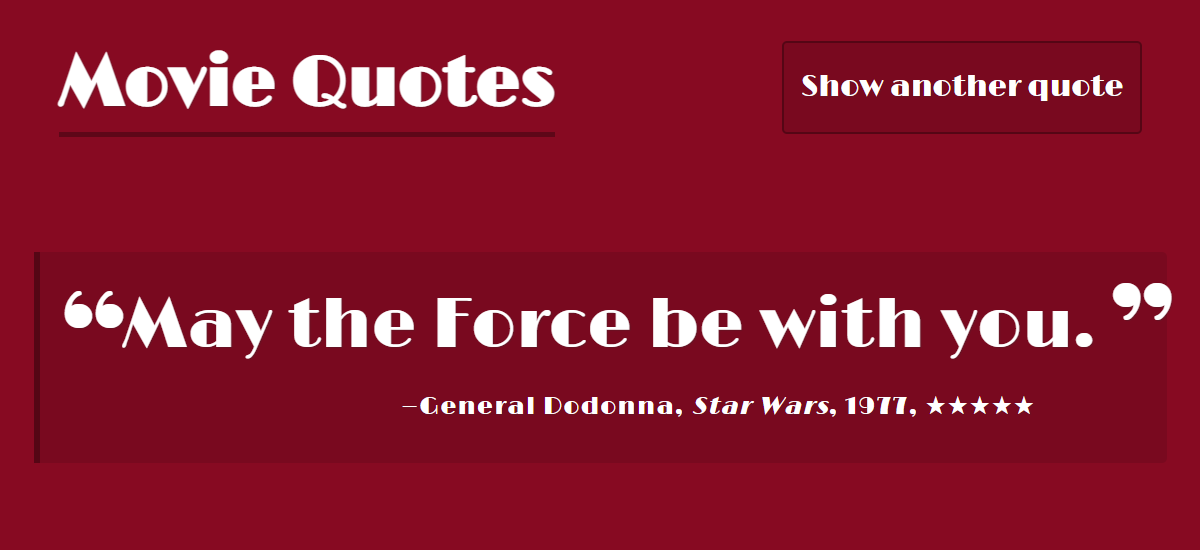 Movie Quotes
Show another quote
“May the Force be with you.”
–General Dodonna, Star Wars, 1977, ★★★★★